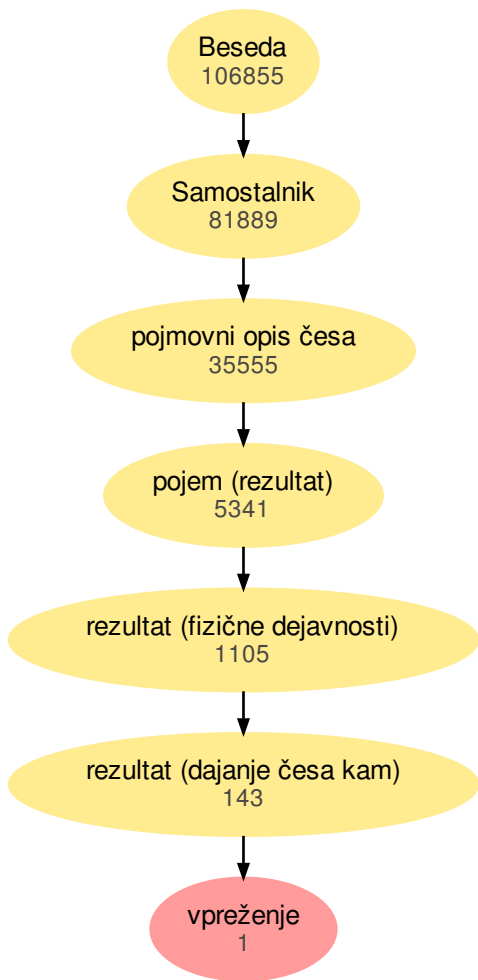 Beseda
106855
Samostalnik
81889
pojmovni opis česa
35555
pojem (rezultat)
5341
rezultat (fizične dejavnosti)
1105
rezultat (dajanje česa kam)
143
vpreženje
1